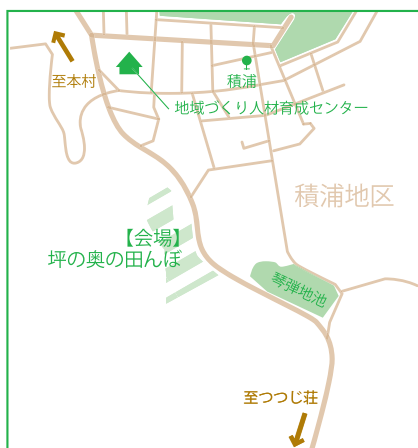 至本村
積浦
地域づくり人材育成センター
積浦地区
【会場】
坪の奥の田んぼ
琴弾地池
至つつじ荘